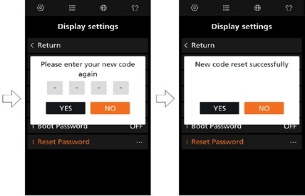 Display settings
< Return
Please enter your new code
again
- - - -
YES NO
Boot Password OFF
Reset Password ...
Display settings
< Return
New code reset successfully
YES NO
Boot Password OFF
Reset Password ...